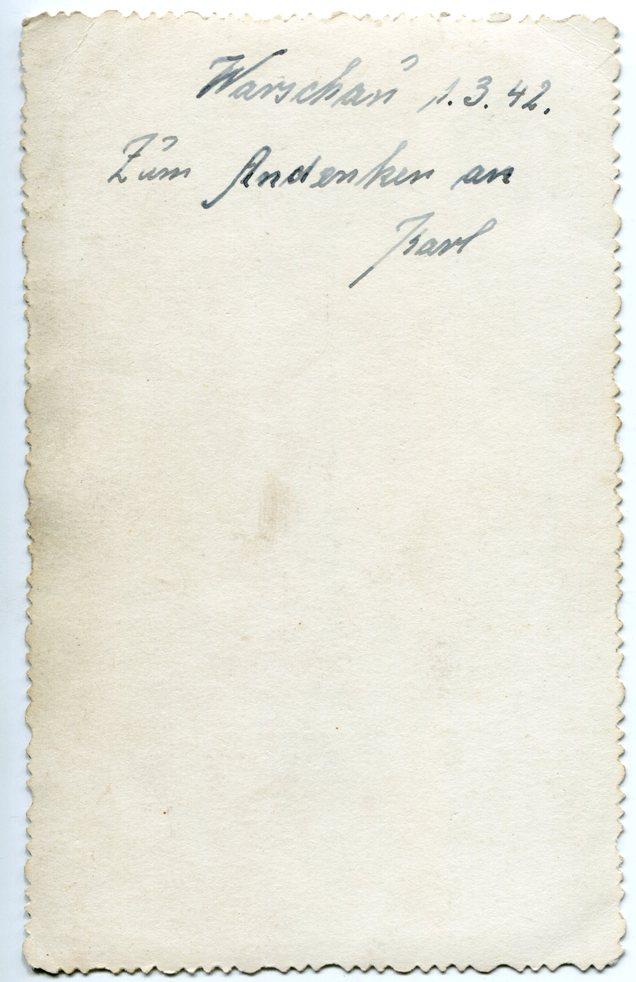 Warschau 1.3.42.
Zum Andenken an
Karl